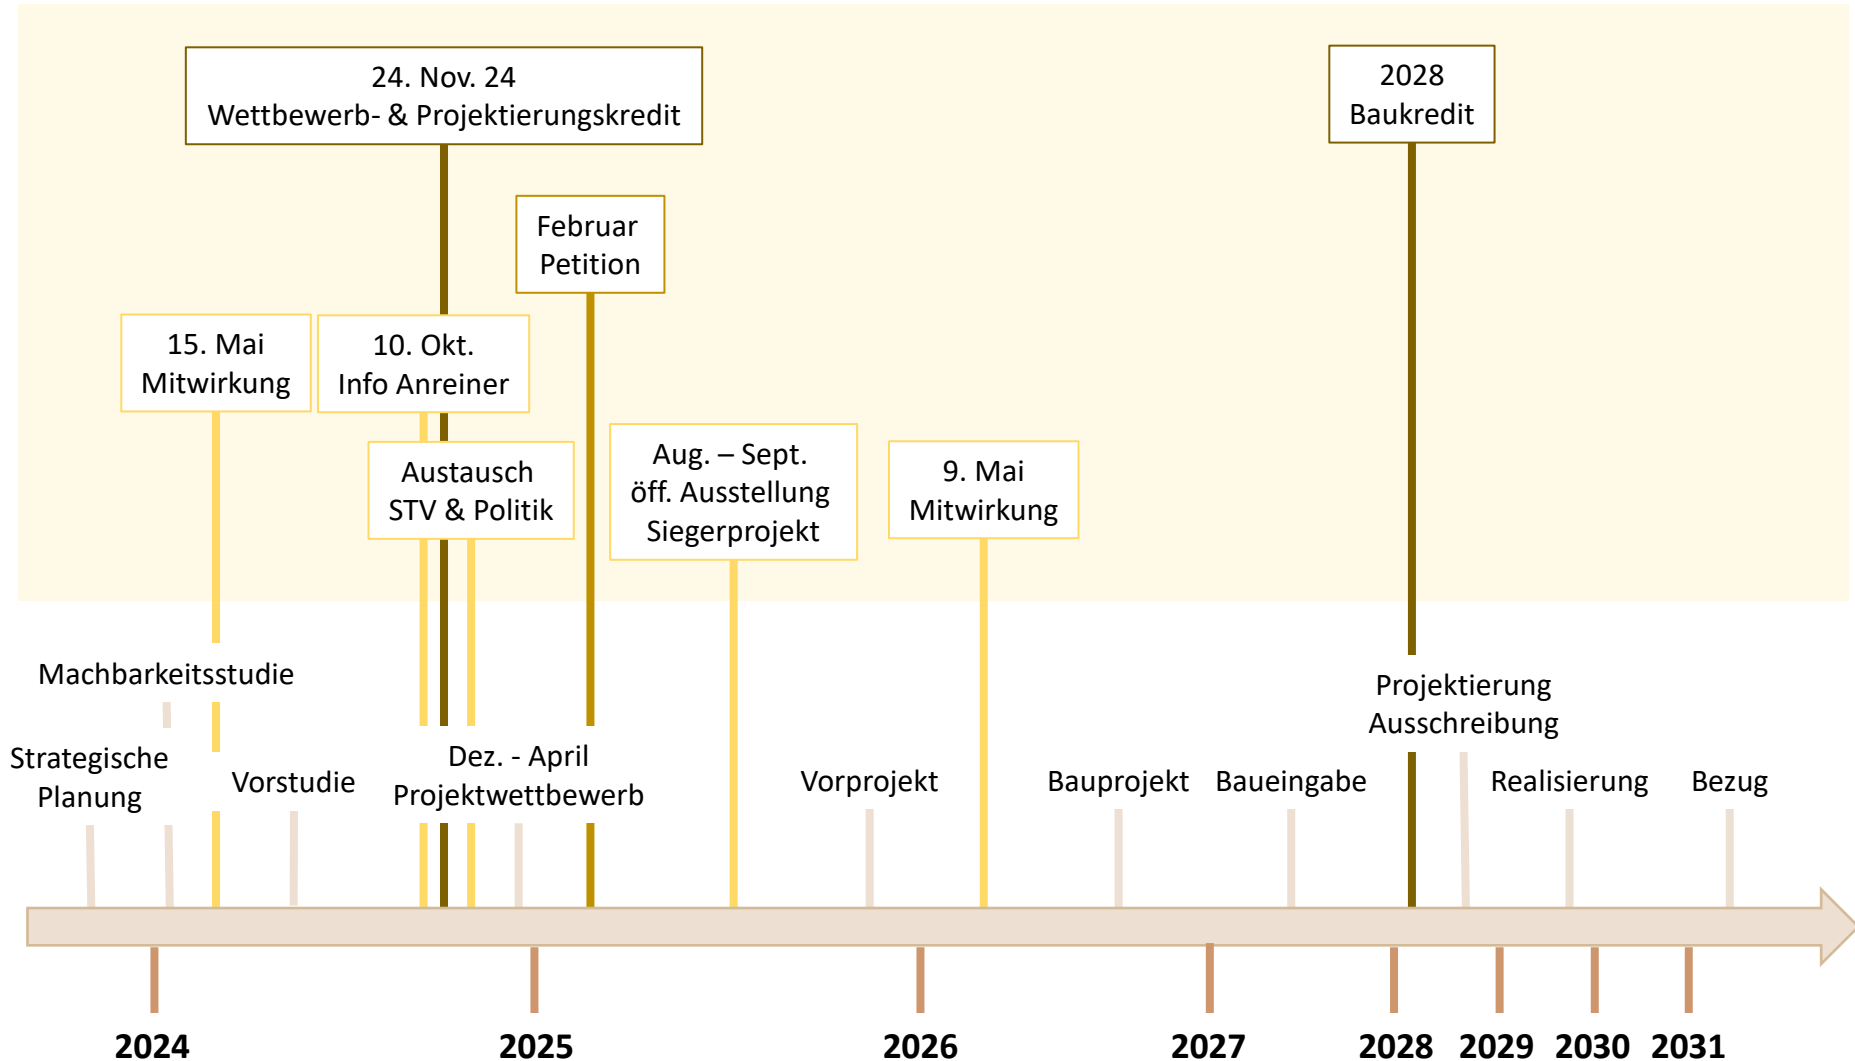 24. Nov. 24
Wettbewerb- & Projektierungskredit
2028
Baukredit
Februar
Petition
15. Mai
Mitwirkung
10. Okt.
Info Anreiner
Austausch
STV & Politik
Aug. – Sept.
öff. Ausstellung
Siegerprojekt
9. Mai
Mitwirkung
Machbarkeitsstudie
Strategische
Planung
Vorstudie
Dez. - April
Projektwettbewerb
Vorprojekt
Bauprojekt
Baueingabe
Projektierung
Ausschreibung
Realisierung
Bezug
2024
2025
2026
2027
2028
2029
2030
2031